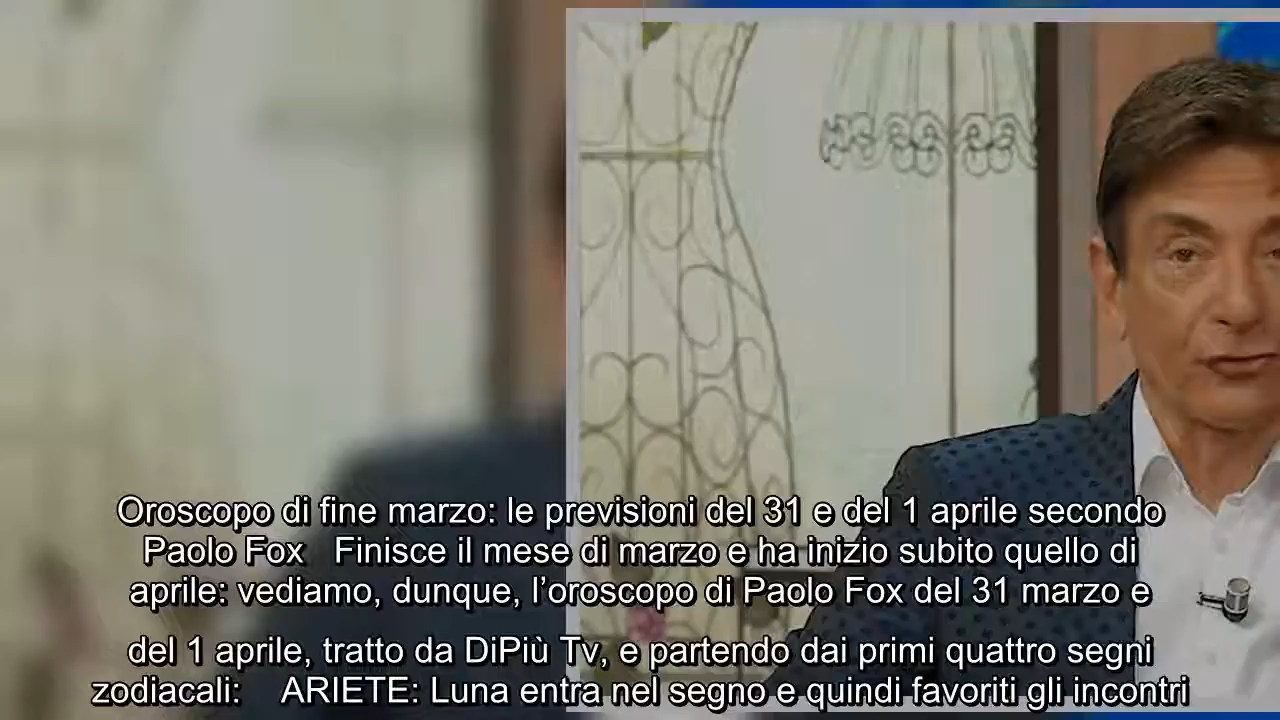 Oroscopo di fine marzo: le previsioni del 31 e del 1 aprile secondo
Paolo Fox   Finisce il mese di marzo e ha inizio subito quello di
aprile: vediamo, dunque, l’oroscopo di Paolo Fox del 31 marzo e
del 1 aprile, tratto da DiPiù Tv, e partendo dai primi quattro segni
zodiacali:    ARIETE: Luna entra nel segno e quindi favoriti gli incontri